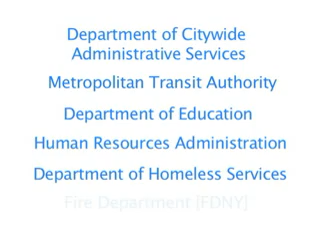 Department of Citywide
Administrative Services
Metropolitan Transit Authority
Department of Education
Human Resources Administration
Department of Homeless Services
Fire Department [FDNY]